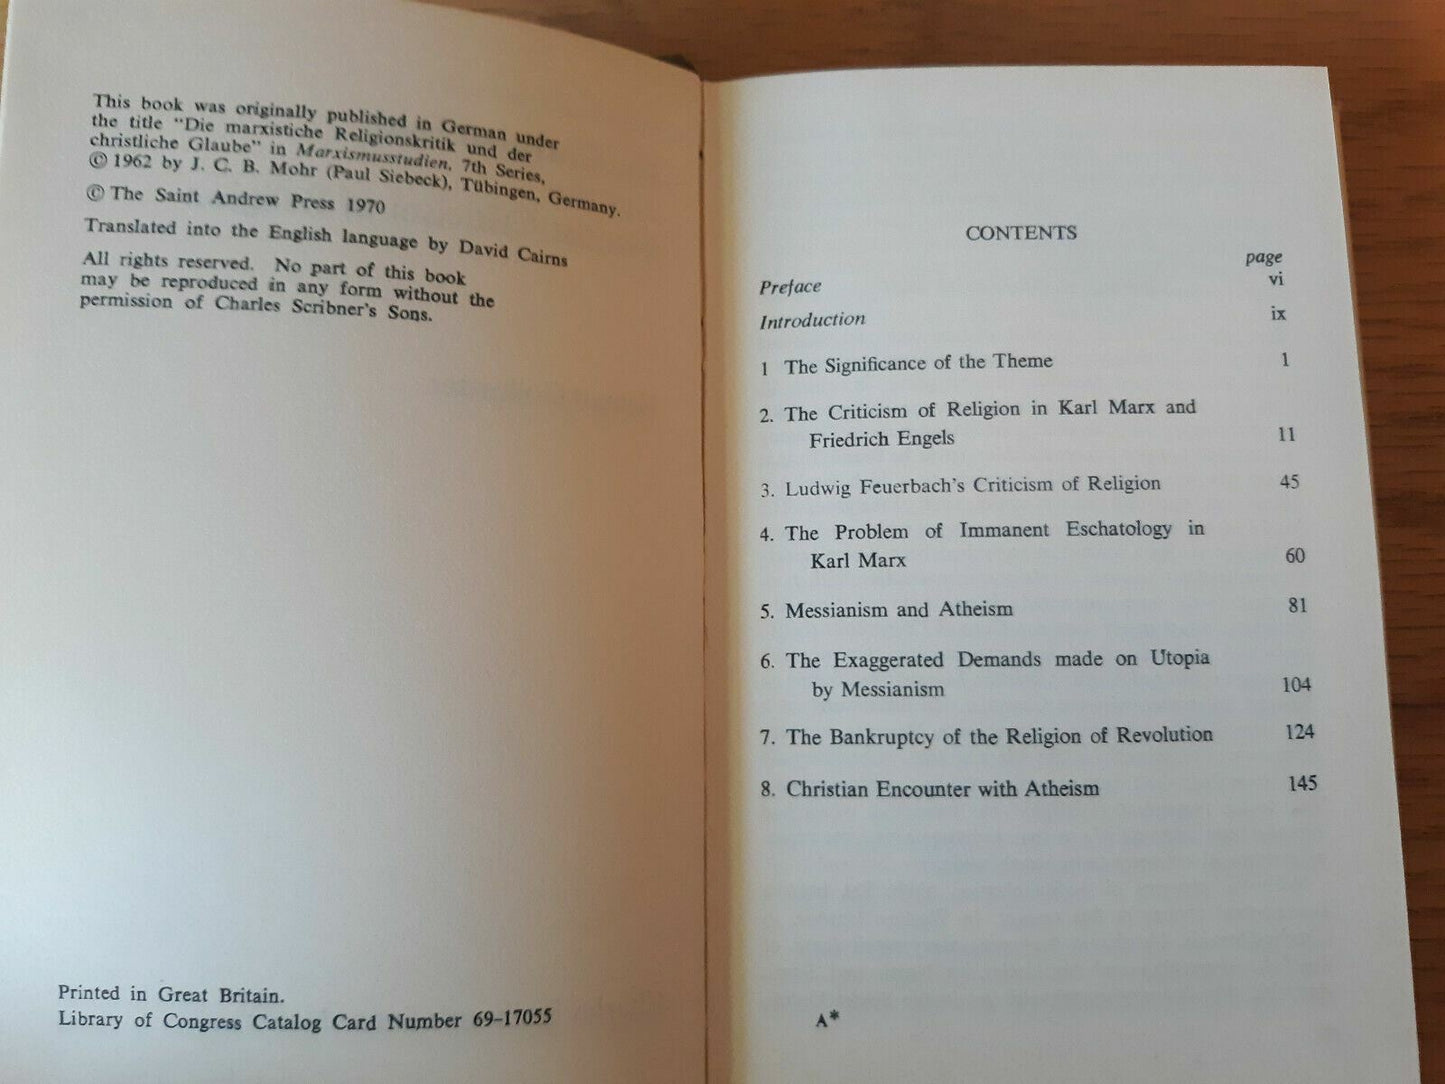 This book was originally published in German under
the title "Die marxistiche Religionskritik und der
christliche Glaube" in Marxismusstudien, 7th Series,
© 1962 by J. C. B. Mohr (Paul Siebeck), Tübingen, Germany.
© The Saint Andrew Press 1970
Translated into the English language by David Cairns
All rights reserved. No part of this book
may be reproduced in any form without the
permission of Charles Scribner's Sons.
Printed in Great Britain.
Library of Congress Catalog Card Number 69-17055
CONTENTS
page
Preface vi
Introduction ix
1 The Significance of the Theme 1
2. The Criticism of Religion in Karl Marx and
Friedrich Engels 11
3. Ludwig Feuerbach's Criticism of Religion 45
4. The Problem of Immanent Eschatology in
Karl Marx 60
5. Messianism and Atheism 81
6. The Exaggerated Demands made on Utopia
by Messianism 104
7. The Bankruptcy of the Religion of Revolution 124
8. Christian Encounter with Atheism 145
A*